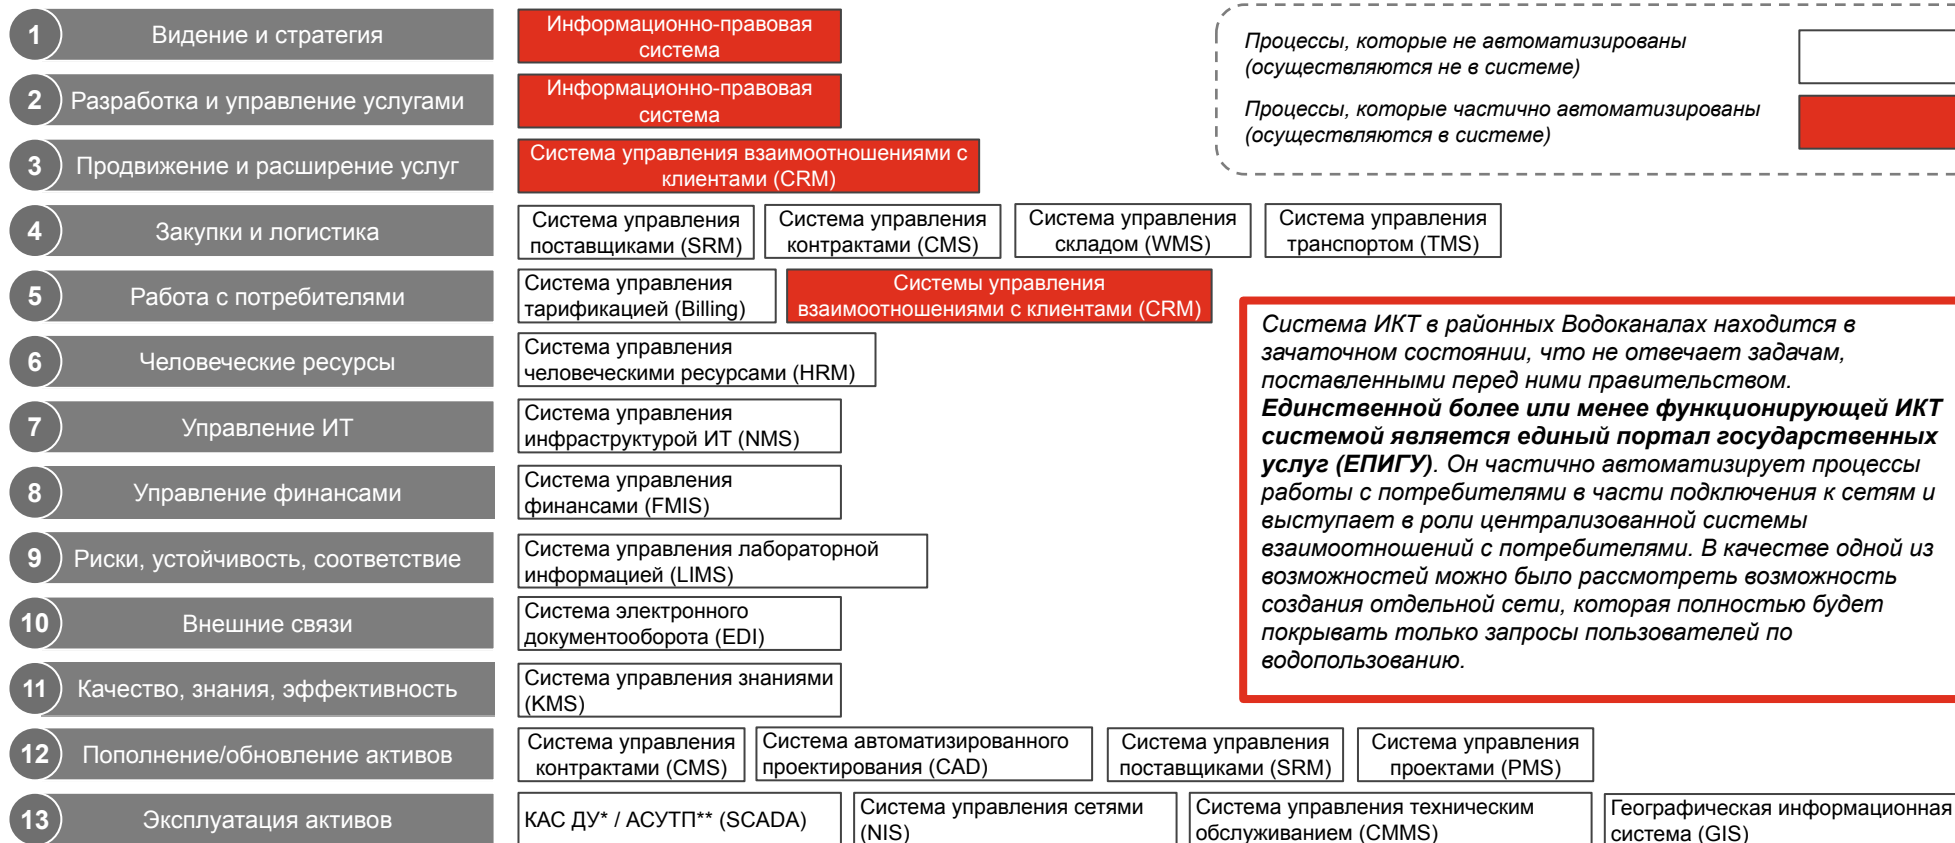 1
Видение и стратегия
Информационно-правовая
система
2
Разработка и управление услугами
Информационно-правовая
система
3
Продвижение и расширение услуг
Система управления взаимоотношениями с
клиентами (CRM)
4
Закупки и логистика
Система управления
поставщиками (SRM)
Система управления
контрактами (CMS)
Система управления
складом (WMS)
Система управления
транспортом (TMS)
5
Работа с потребителями
Система управления
тарификацией (Billing)
Системы управления
взаимоотношениями с клиентами (CRM)
6
Человеческие ресурсы
Система управления
человеческими ресурсами (HRM)
7
Управление ИТ
Система управления
инфраструктурой ИТ (NMS)
8
Управление финансами
Система управления
финансами (FMIS)
9
Риски, устойчивость, соответствие
Система управления лабораторной
информацией (LIMS)
10
Внешние связи
Система электронного
документооборота (EDI)
11
Качество, знания, эффективность
Система управления знаниями
(KMS)
12
Пополнение/обновление активов
Система управления
контрактами (CMS)
Система автоматизированного
проектирования (CAD)
Система управления
поставщиками (SRM)
Система управления
проектами (PMS)
13
Эксплуатация активов
КАС ДУ* / АСУТП** (SCADA)
Система управления сетями
(NIS)
Система управления техническим
обслуживанием (CMMS)
Географическая информационная
система (GIS)
Процессы, которые не автоматизированы
(осуществляются не в системе)
Процессы, которые частично автоматизированы
(осуществляются в системе)
Система ИКТ в районных Водоканалах находится в
зачаточном состоянии, что не отвечает задачам,
поставленными перед ними правительством.
Единственной более или менее функционирующей ИКТ
системой является единый портал государственных
услуг (ЕПИГУ). Он частично автоматизирует процессы
работы с потребителями в части подключения к сетям и
выступает в роли централизованной системы
взаимоотношений с потребителями. В качестве одной из
возможностей можно было рассмотреть возможность
создания отдельной сети, которая полностью будет
покрывать только запросы пользователей по
водопользованию.